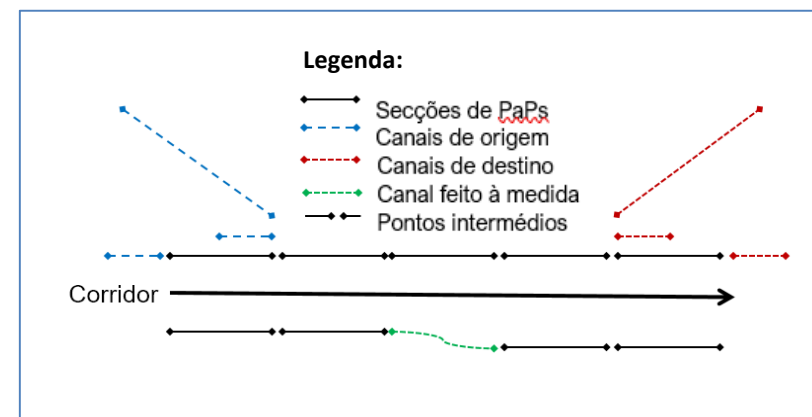 Legenda:
Secções de PaPs
Canais de origem
Canais de destino
Canal feito à medida
Pontos intermédios
Corridor